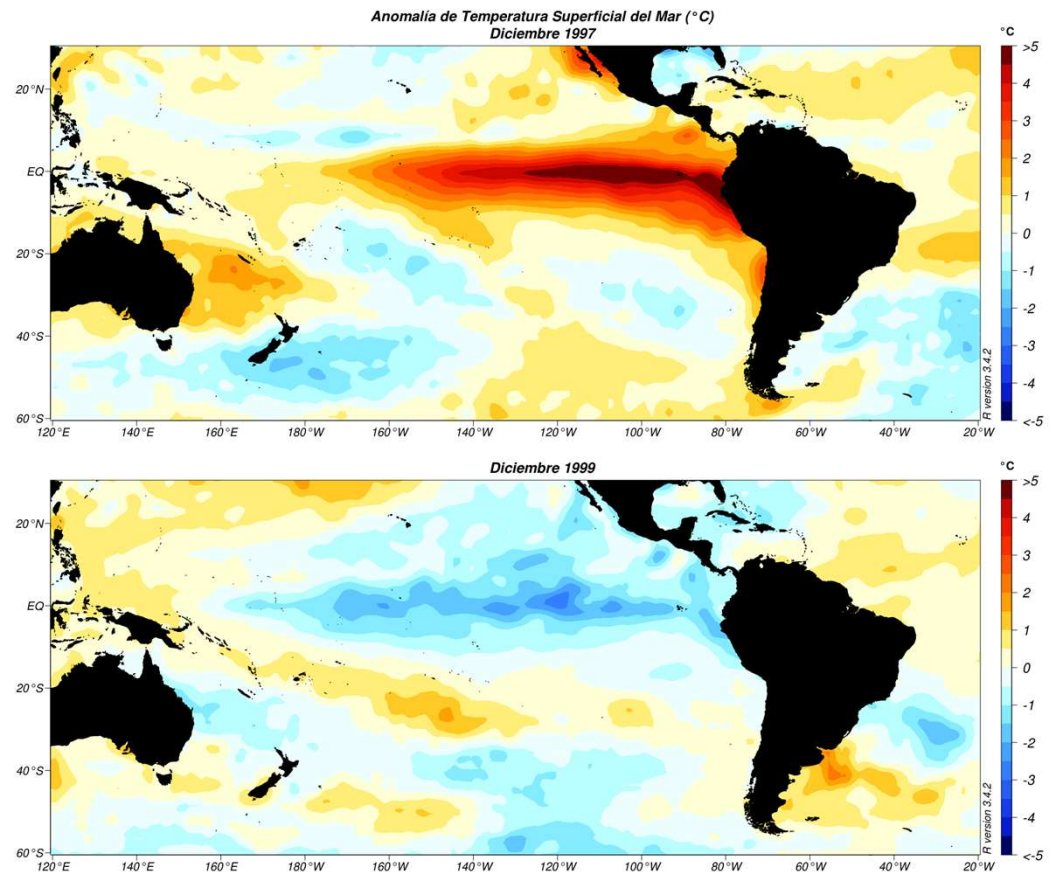 Anomalía de Temperatura Superficial del Mar (°C)
Diciembre 1997
°C
>5
4
3
2
1
0
-1
-2
-3
-4
<-5
20°N
EQ
20°S
40°S
60°S
120°E 140°E 160°E 180°W 160°W 140°W 120°W 100°W 80°W 60°W 40°W 20°W
R version 3.4.2
Diciembre 1999
°C
>5
4
3
2
1
0
-1
-2
-3
-4
<-5
20°N
EQ
20°S
40°S
60°S
120°E 140°E 160°E 180°W 160°W 140°W 120°W 100°W 80°W 60°W 40°W 20°W
R version 3.4.2